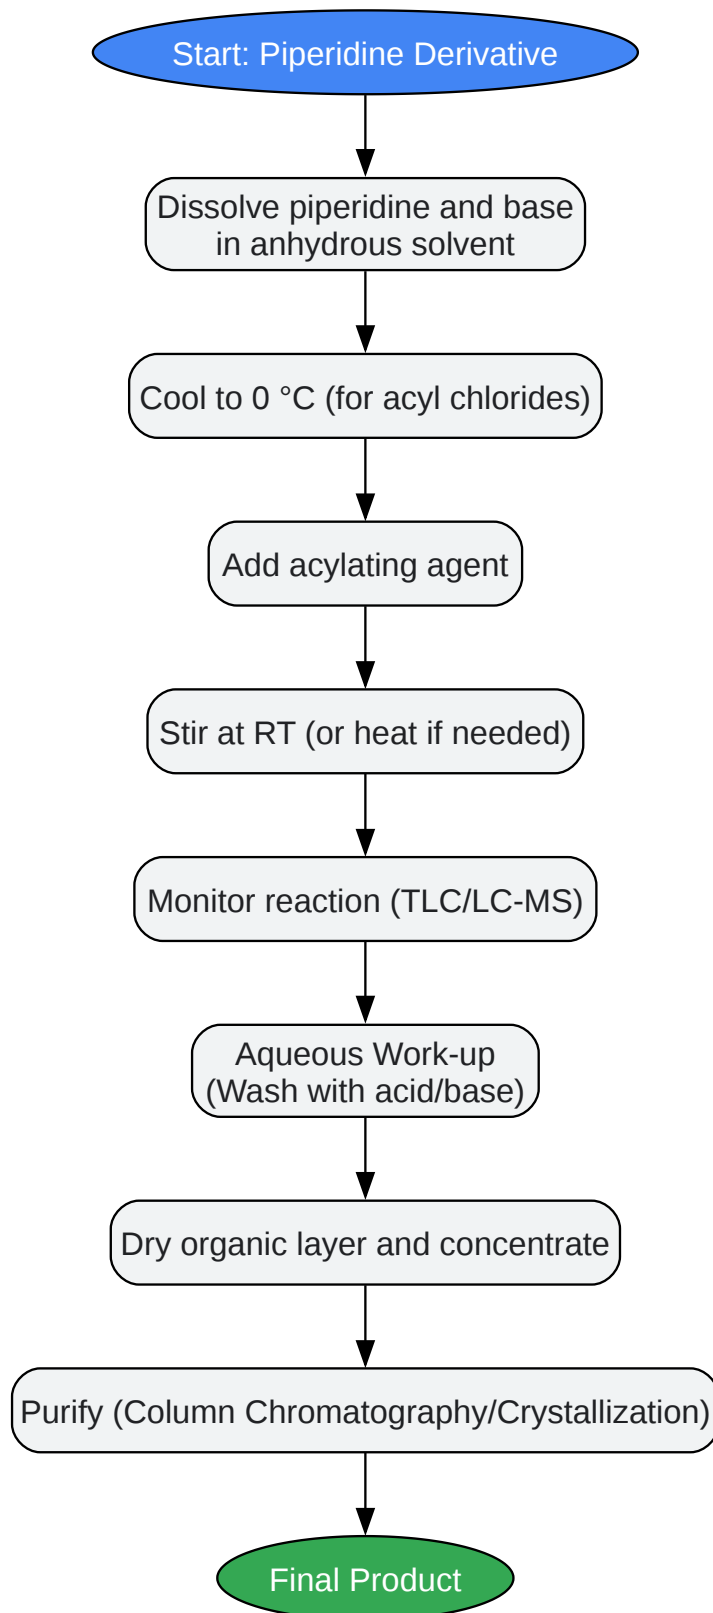 Start: Piperidine Derivative
Dissolve piperidine and base
in anhydrous solvent
Cool to 0 °C (for acyl chlorides)
Add acylating agent
Stir at RT (or heat if needed)
Monitor reaction (TLC/LC-MS)
Aqueous Work-up
(Wash with acid/base)
Dry organic layer and concentrate
Purify (Column Chromatography/Crystallization)
Final Product